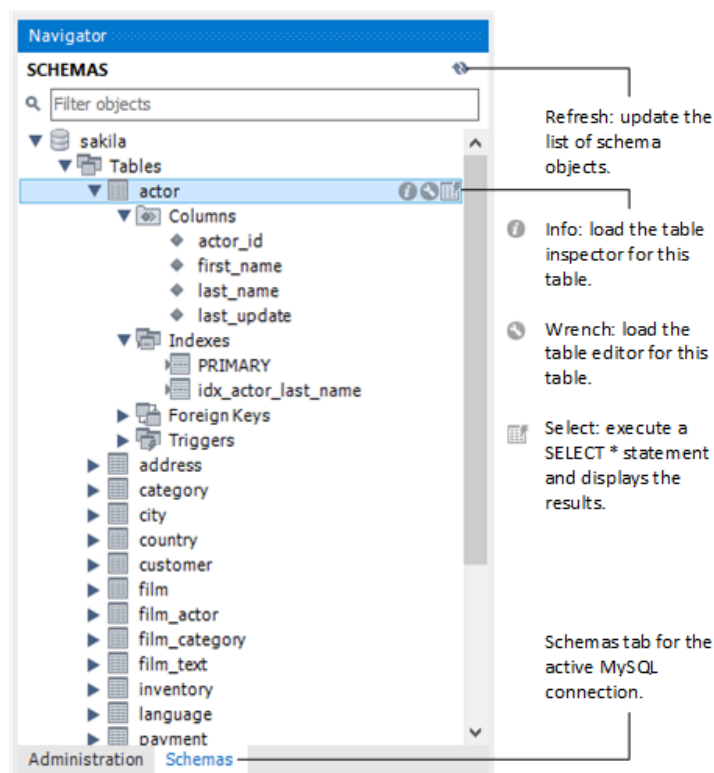 Navigator
SCHEMAS
Filter objects
sakila
Tables
actor
Columns
actor_id
first_name
last_name
last_update
Indexes
PRIMARY
idx_actor_last_name
Foreign Keys
Triggers
address
category
city
country
customer
film
film_actor
film_category
film_text
inventory
language
payment
Administration Schemas
Refresh: update the
list of schema
objects.
Info: load the table
inspector for this
table.
Wrench: load the
table editor for this
table.
Select: execute a
SELECT * statement
and displays the
results.
Schemas tab for the
active MySQL
connection.